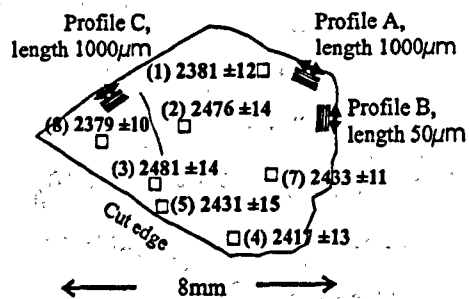 Profile C,
length 1000μm
Profile A,
length 1000μm
(1) 2381 ±12
(2) 2476 ±14
Profile B,
length 50μm
(8) 2379 ±10
(3) 2481 ±14
(7) 2433 ±11
(5) 2431 ±15
(4) 2417 ±13
Cut edge
8mm